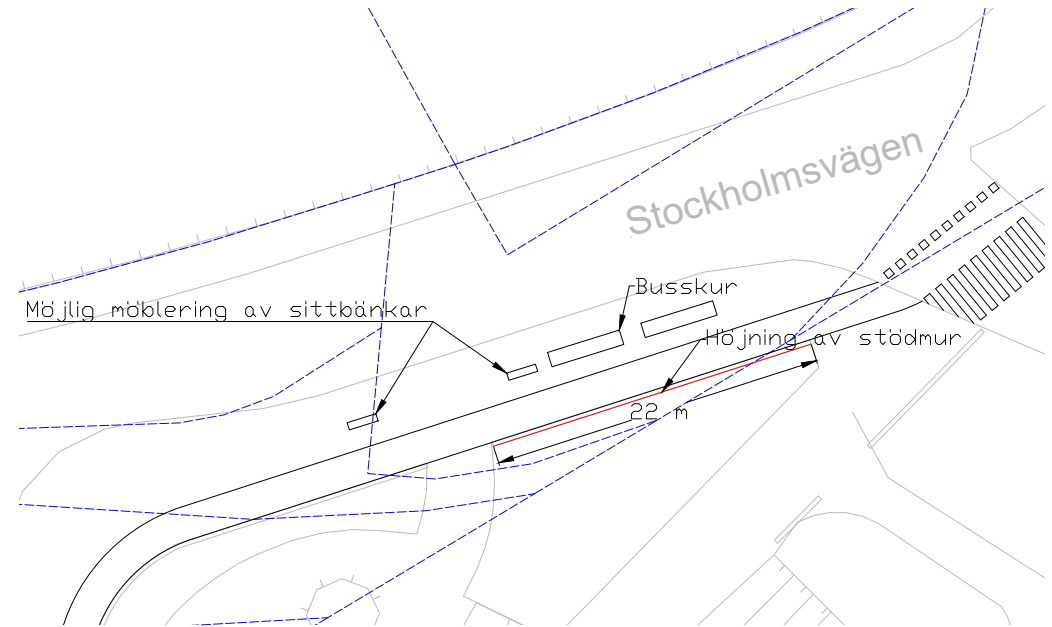 Stockholmsvägen
Busskur
Möjlig möblering av sittbänkar
Höjning av stödmur
22 m